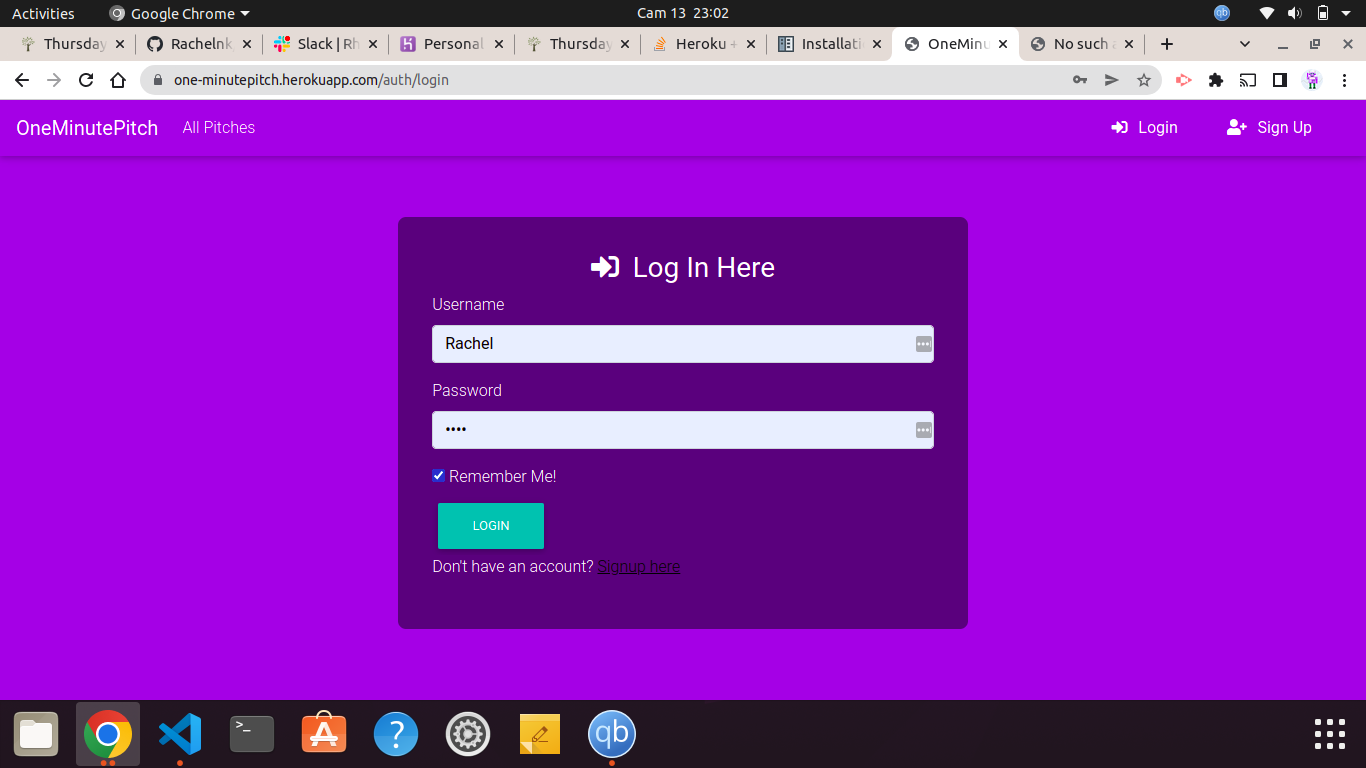 Activities Google Chrome Cam 13 23:02
Thursday Rachelnk Slack | Rh Personal Thursday Heroku + Installati OneMinu No such a
one-minutepitch.herokuapp.com/auth/login
OneMinutePitch All Pitches Login Sign Up
Log In Here
Username
Rachel
Password
••••
Remember Me!
LOGIN
Don't have an account? Signup here
>_ ? qb